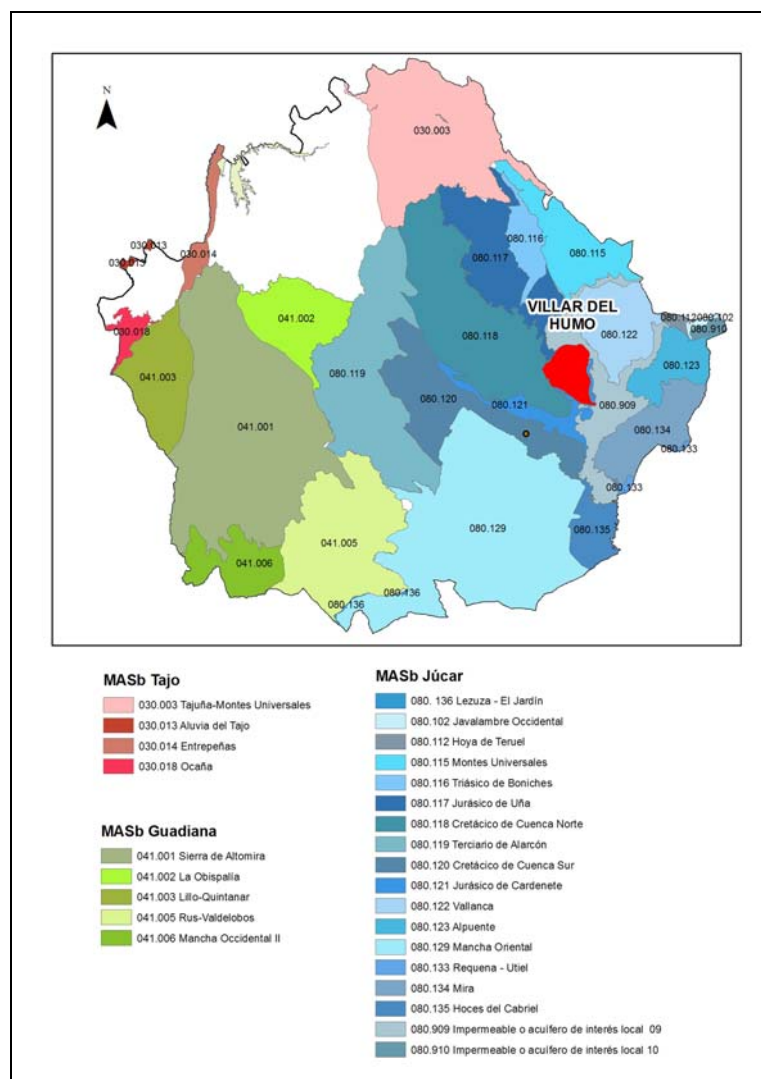 N
030.003
030.013
030.013
030.014
030.018
041.003
041.002
041.001
041.006
041.005
080.116
080.115
080.117
VILLAR DEL
HUMO
080.122
080.112
080.102
080.910
080.123
080.118
080.119
080.120
080.121
080.909
080.134
080.133
080.133
080.135
080.129
080.136
080.136
MASb Tajo
030.003 Tajuña-Montes Universales
030.013 Aluvia del Tajo
030.014 Entrepeñas
030.018 Ocaña
MASb Guadiana
041.001 Sierra de Altomira
041.002 La Obispalía
041.003 Lillo-Quintanar
041.005 Rus-Valdelobos
041.006 Mancha Occidental II
MASb Júcar
080. 136 Lezuza - El Jardín
080.102 Javalambre Occidental
080.112 Hoya de Teruel
080.115 Montes Universales
080.116 Triásico de Boniches
080.117 Jurásico de Uña
080.118 Cretácico de Cuenca Norte
080.119 Terciario de Alarcón
080.120 Cretácico de Cuenca Sur
080.121 Jurásico de Cardenete
080.122 Vallanca
080.123 Alpuente
080.129 Mancha Oriental
080.133 Requena - Utiel
080.134 Mira
080.135 Hoces del Cabriel
080.909 Impermeable o acuífero de interés local 09
080.910 Impermeable o acuífero de interés local 10